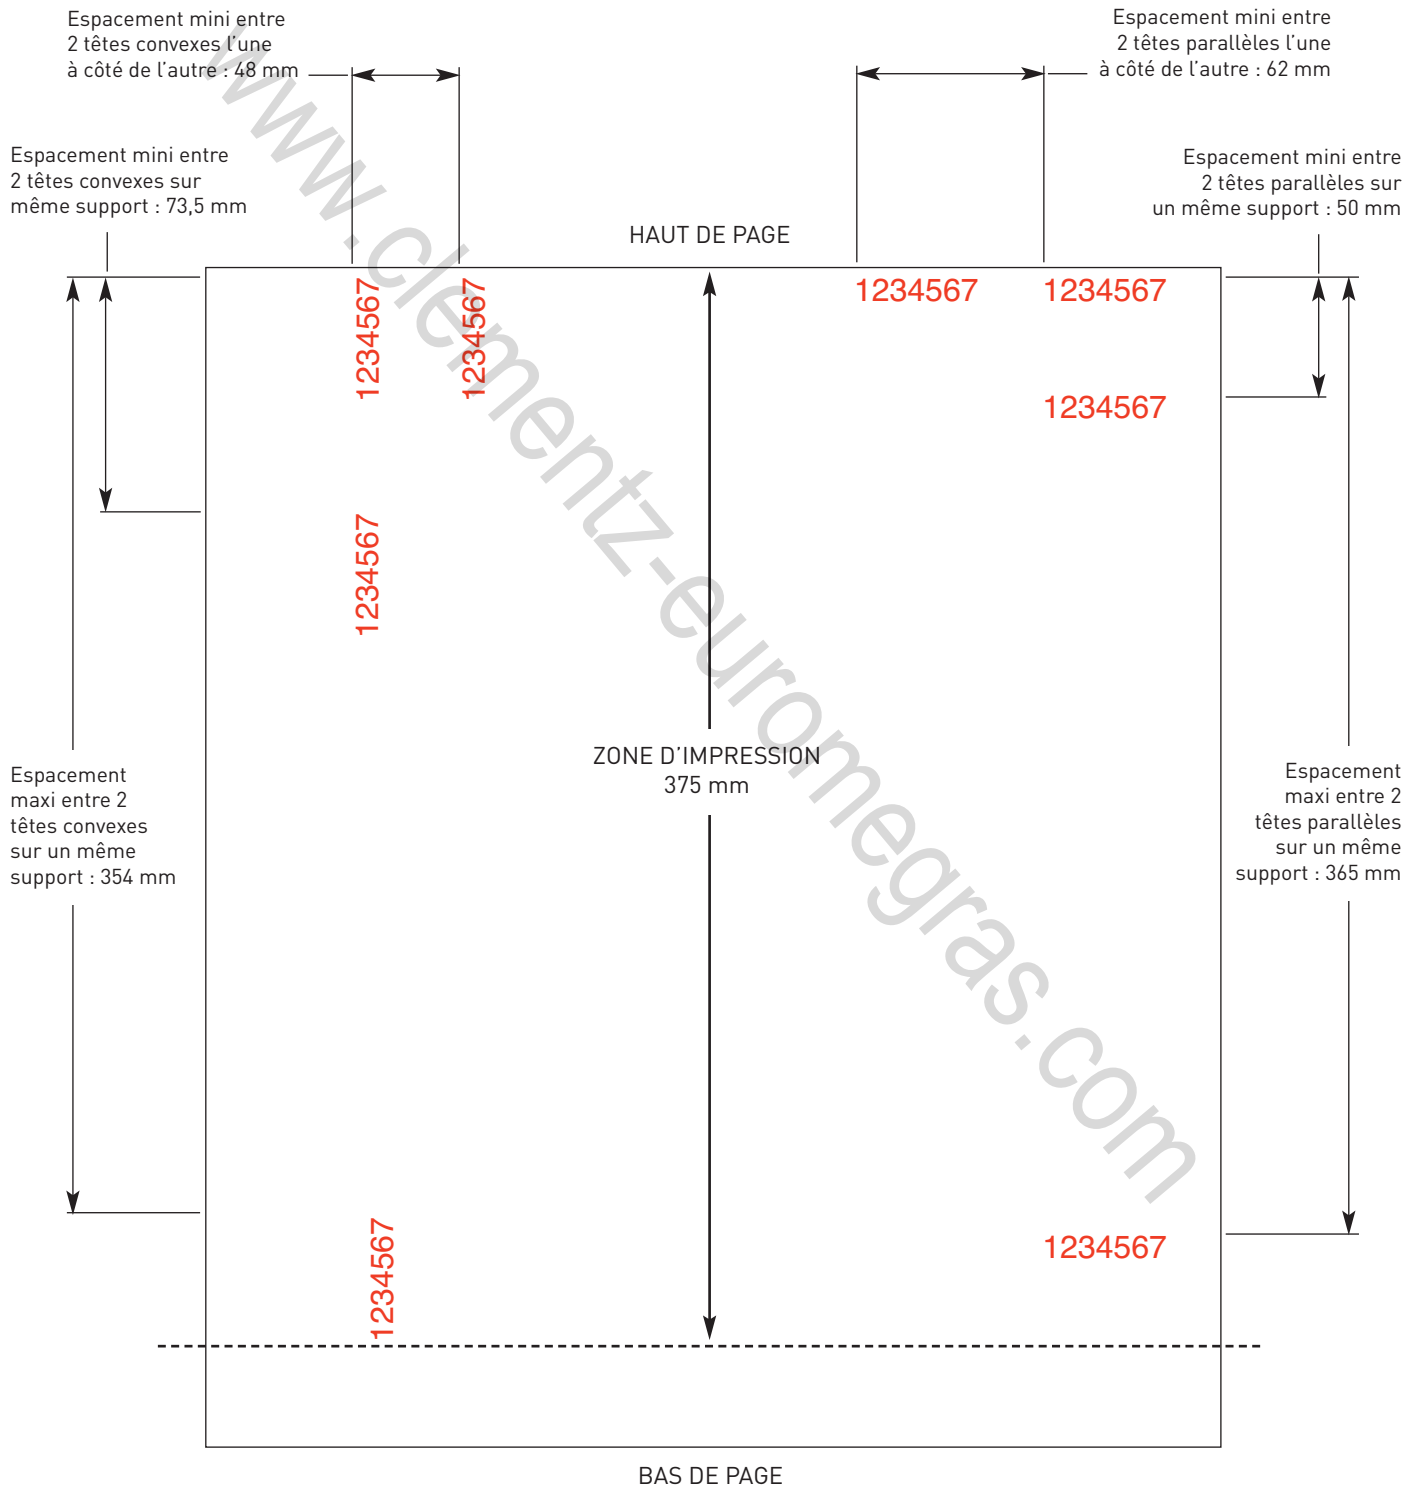 Espacement mini entre
2 têtes convexes l’une
à côté de l’autre : 48 mm
Espacement mini entre
2 têtes parallèles l’une
à côté de l’autre : 62 mm
Espacement mini entre
2 têtes convexes sur
même support : 73,5 mm
Espacement mini entre
2 têtes parallèles sur
un même support : 50 mm
HAUT DE PAGE
1234567
1234567
1234567
1234567
1234567
1234567
ZONE D’IMPRESSION
375 mm
Espacement
maxi entre 2
têtes convexes
sur un même
support : 354 mm
Espacement
maxi entre 2
têtes parallèles
sur un même
support : 365 mm
1234567
1234567
BAS DE PAGE
www.clementz-euromegras.com